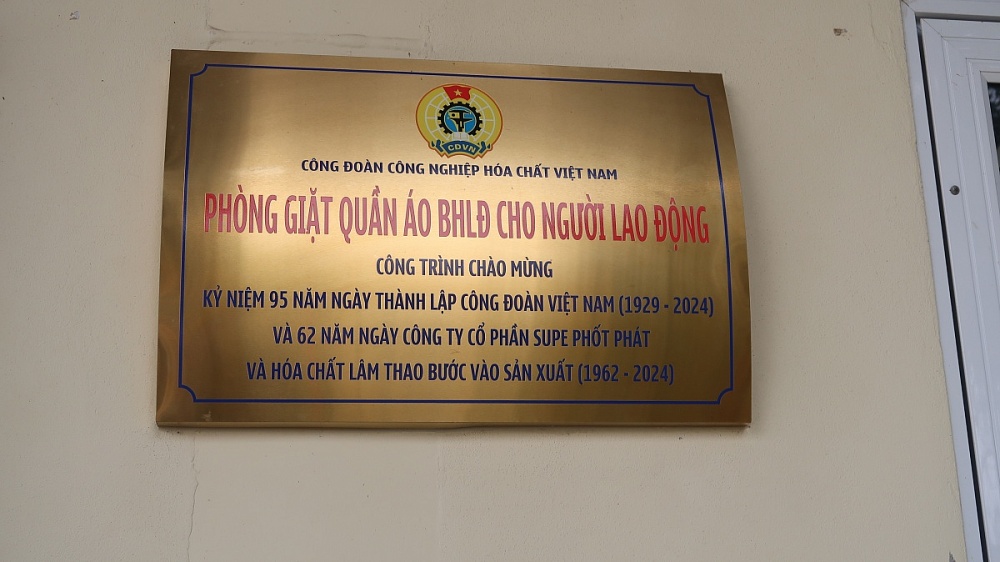 CDVN
CÔNG ĐOÀN CÔNG NGHIỆP HÓA CHẤT VIỆT NAM
PHÒNG GIẶT QUẦN ÁO BHLĐ CHO NGƯỜI LAO ĐỘNG
CÔNG TRÌNH CHÀO MỪNG
KỶ NIỆM 95 NĂM NGÀY THÀNH LẬP CÔNG ĐOÀN VIỆT NAM (1929 - 2024)
VÀ 62 NĂM NGÀY CÔNG TY CỔ PHẦN SUPE PHỐT PHÁT
VÀ HÓA CHẤT LÂM THAO BƯỚC VÀO SẢN XUẤT (1962 - 2024)